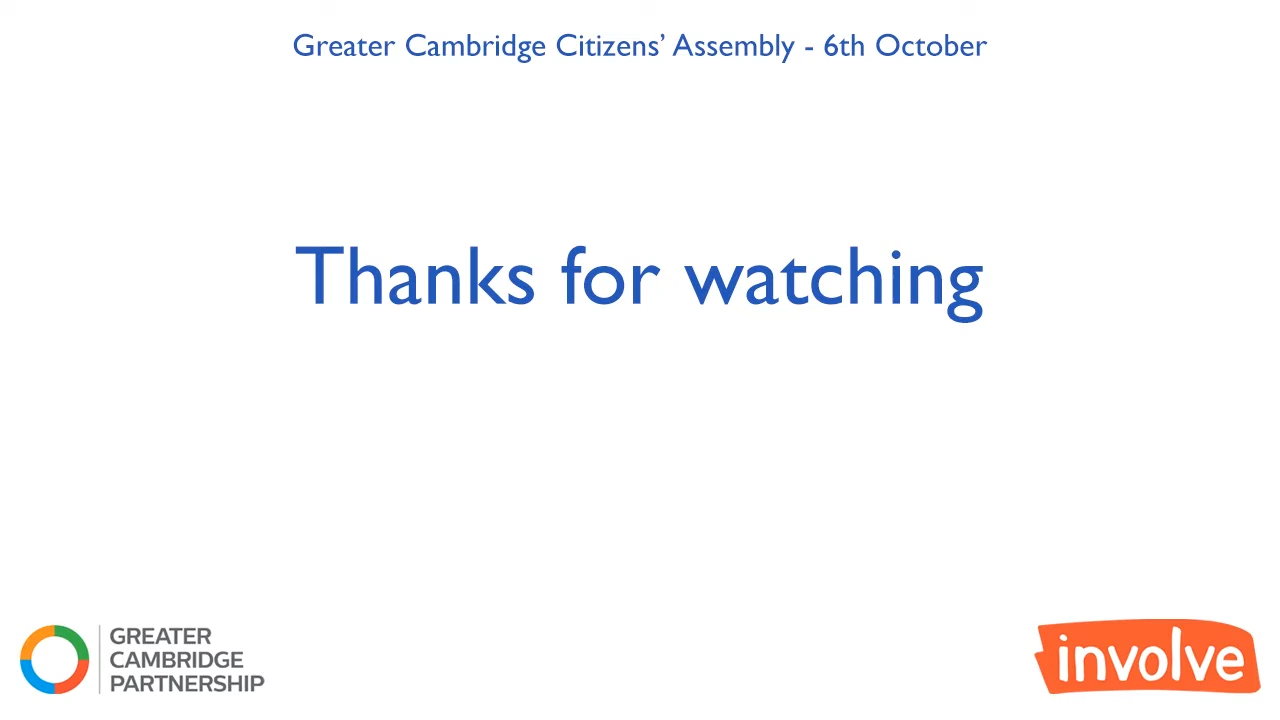 Greater Cambridge Citizens’ Assembly - 6th October
Thanks for watching
GREATER
CAMBRIDGE
PARTNERSHIP
involve